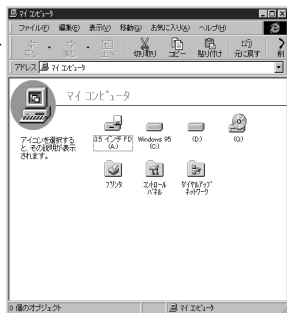 マイ コンピュータ
ファイル(F) 編集(E) 表示(V) 移動(G) お気に入り(A) ヘルプ(H)
切り取り コピー 貼り付け 元に戻す 削
アドレス マイ コンピュータ
マイ コンピュータ
アイコンを選択すると、その説明が表示されます。
3.5 インチ FD (A:) Windows 95 (C:) (D:) (Q:)
プリンタ コントロール パネル ダイヤルアップ ネットワーク
0 個のオブジェクト マイ コンピュータ